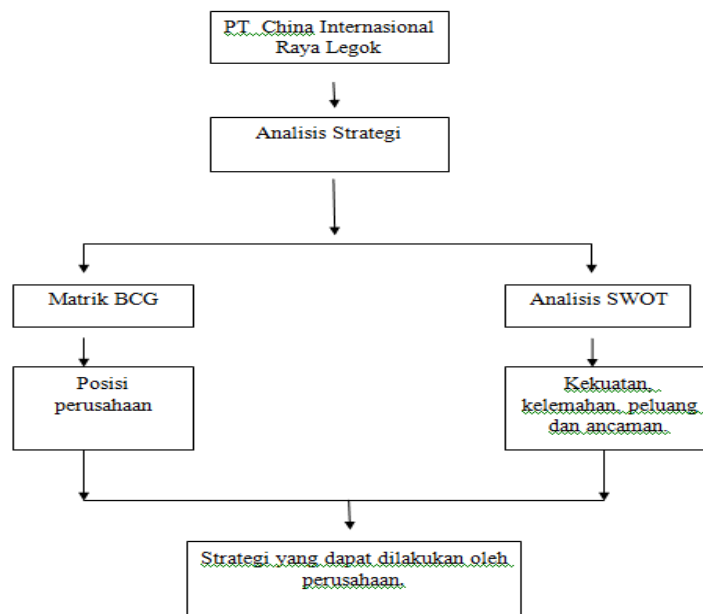 PT  China Internasional
Raya Legok
Analisis Strategi
Matrik BCG
Analisis SWOT
Posisi
perusahaan
Kekuatan,
kelemahan, peluang
dan ancaman.
Strategi yang dapat dilakukan oleh
perusahaan.